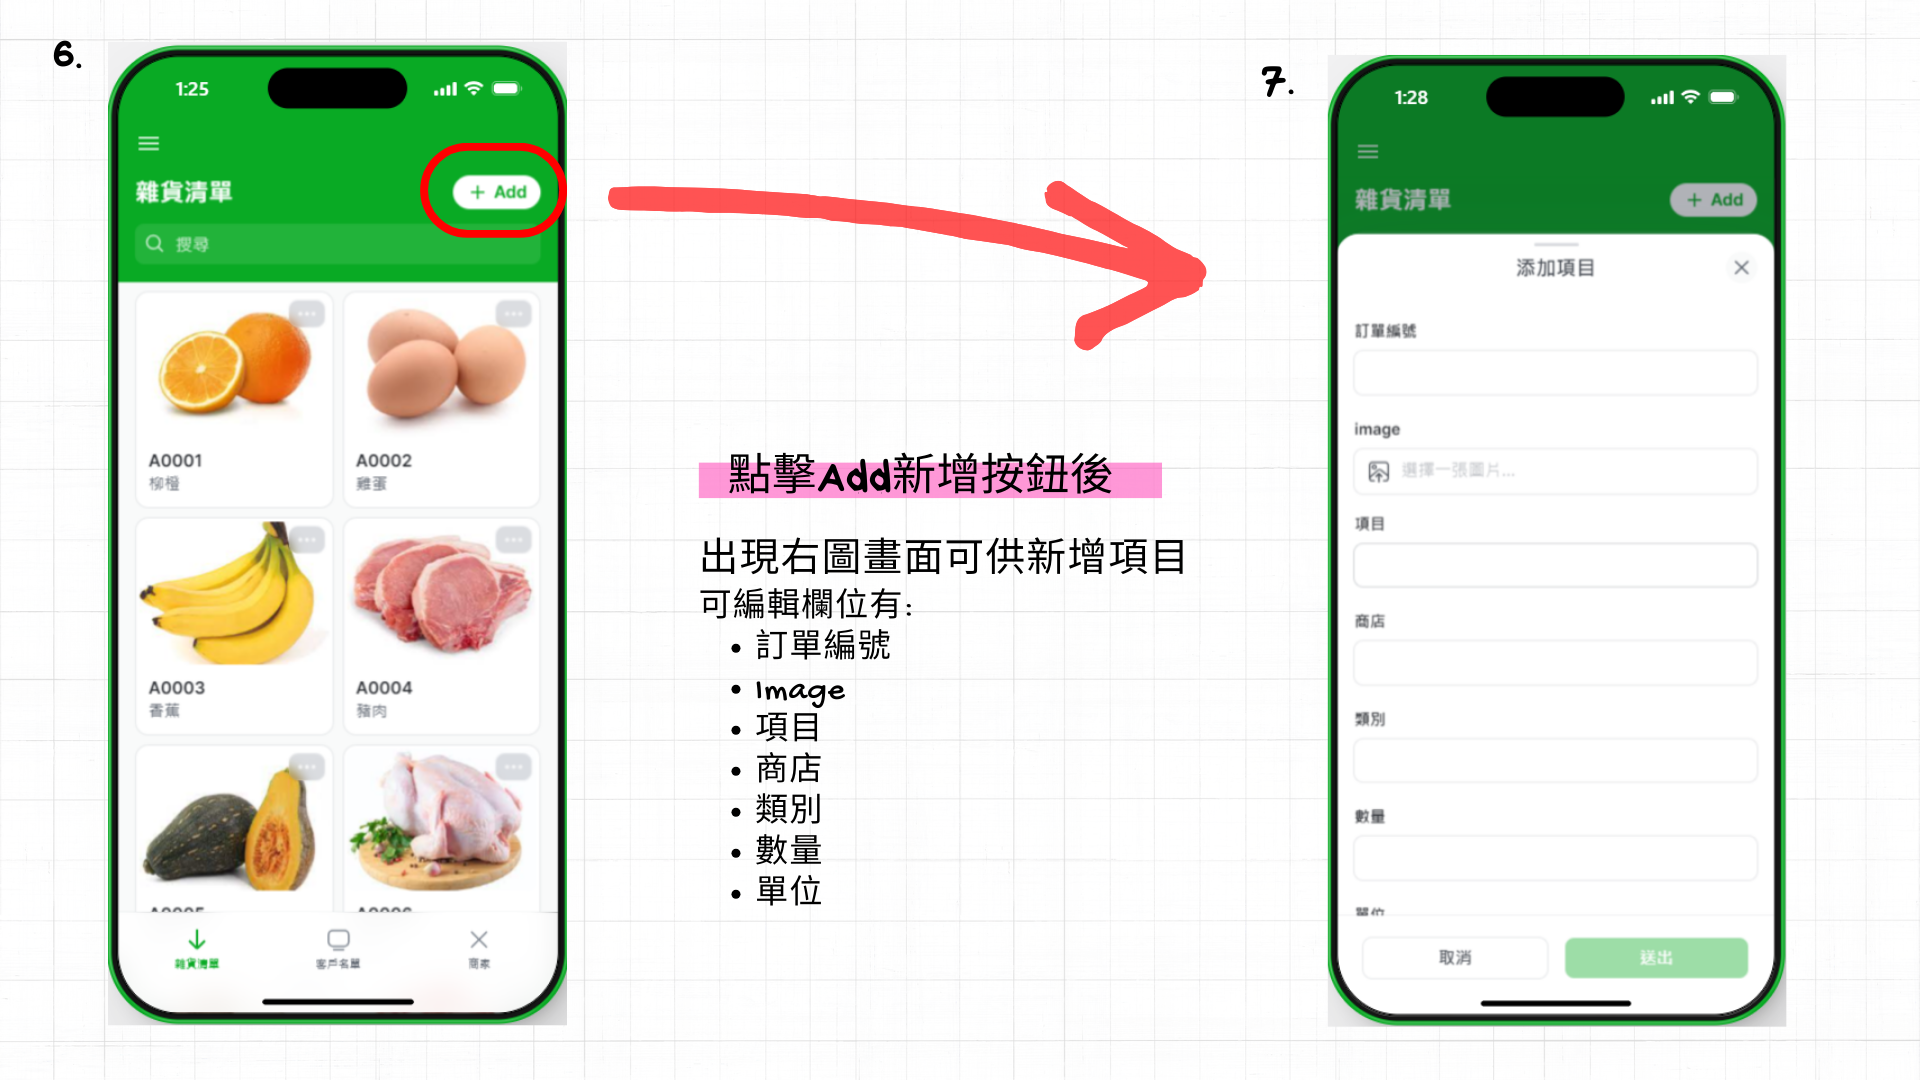 6.
1:25
雜貨清單
+ Add
搜尋
A0001
柳橙
A0002
雞蛋
A0003
香蕉
A0004
豬肉
雜貨清單
客戶名單
商家
點擊Add新增按鈕後
出現右圖畫面可供新增項目
可編輯欄位有:
• 訂單編號
• Image
• 項目
• 商店
• 類別
• 數量
• 單位
7.
1:28
雜貨清單
+ Add
添加項目
訂單編號
image
選擇一張圖片...
項目
商店
類別
數量
單位
取消
送出